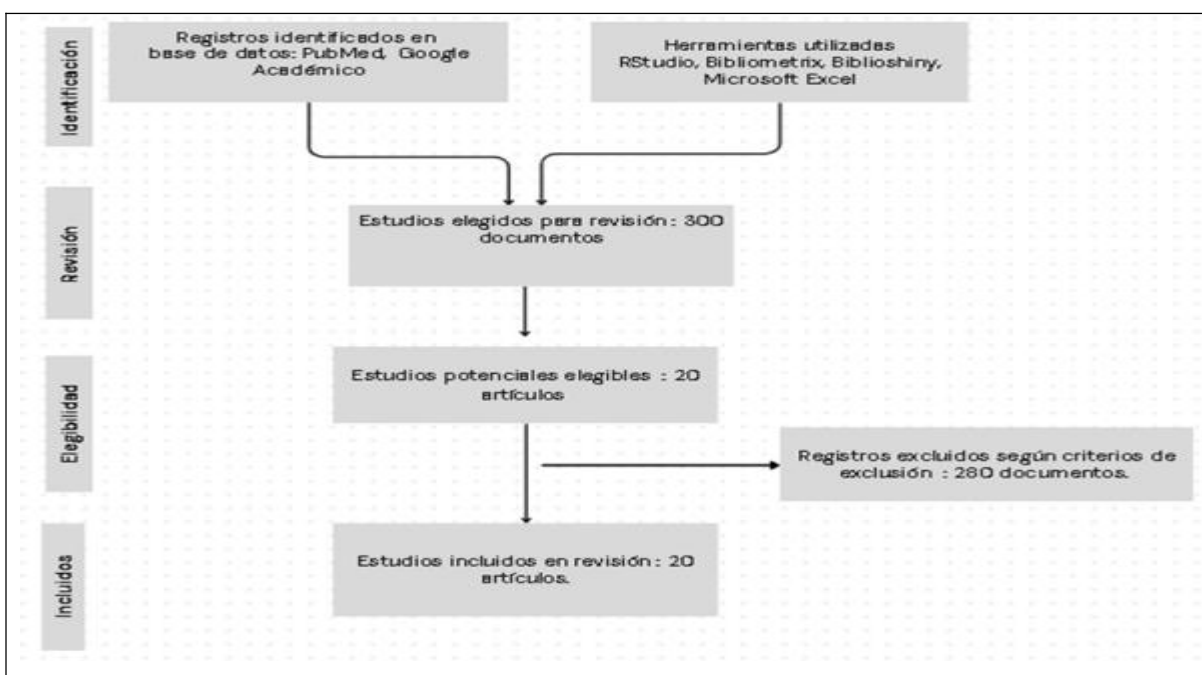 Identificación
Registros identificados en
base de datos: PubMed, Google
Académico
Herramientas utilizadas
RStudio, Bibliometrix, Biblioshiny,
Microsoft Excel
Revisión
Estudios elegidos para revisión : 300
documentos
Elegibilidad
Estudios potenciales elegibles : 20
artículos
Registros excluidos según criterios de
exclusión : 280 documentos.
Incluidos
Estudios incluidos en revisión : 20
artículos.